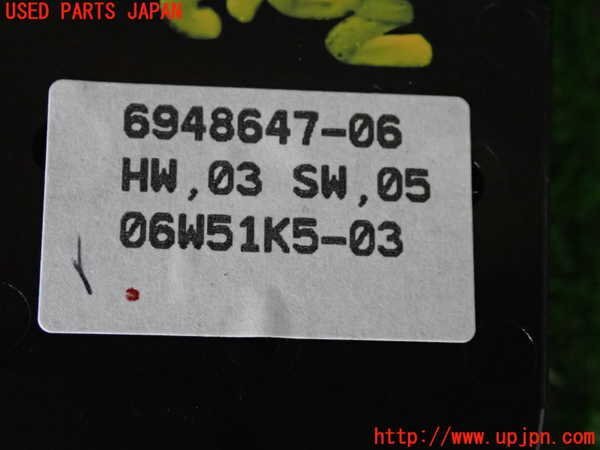 USED PARTS JAPAN
6948647-06
HW,03 SW,05
06W51K5-03
http://www.upjpn.com/